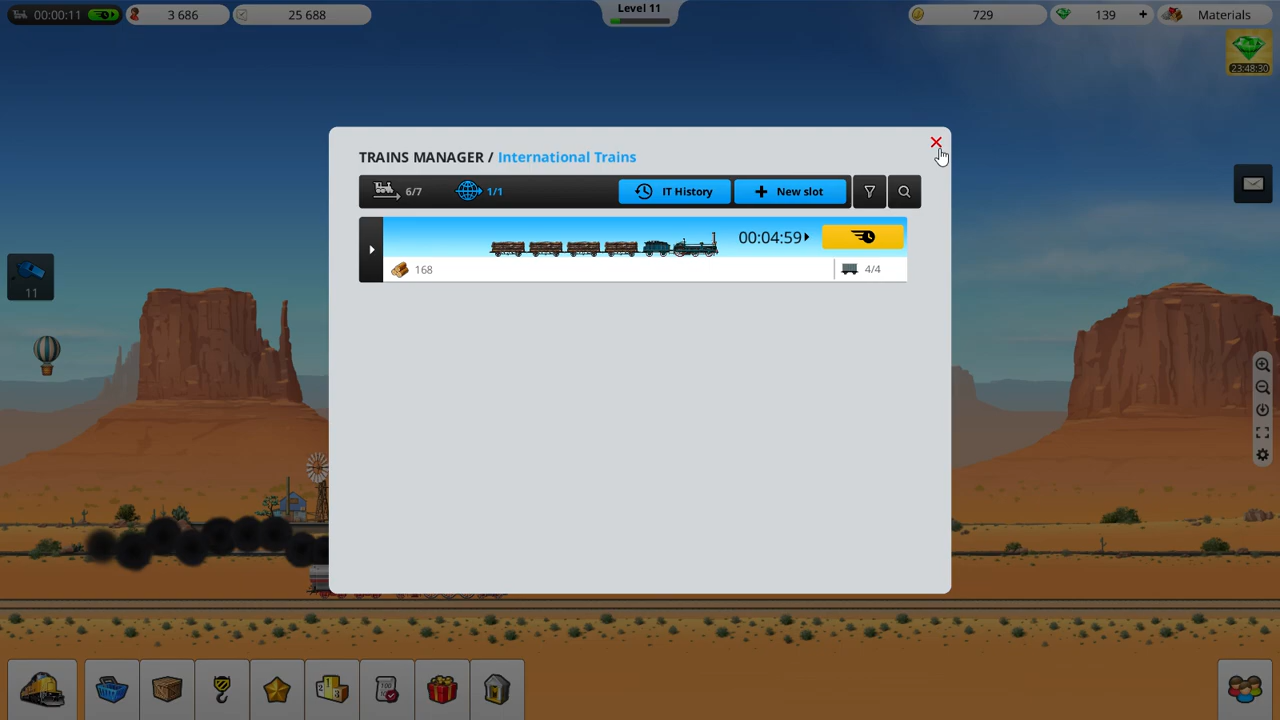 00:00:11
3 686
25 688
Level 11
729
139
+
Materials
23:48:30
TRAINS MANAGER / International Trains
6/7
1/1
IT History
+ New slot
00:04:59
168
4/4
11